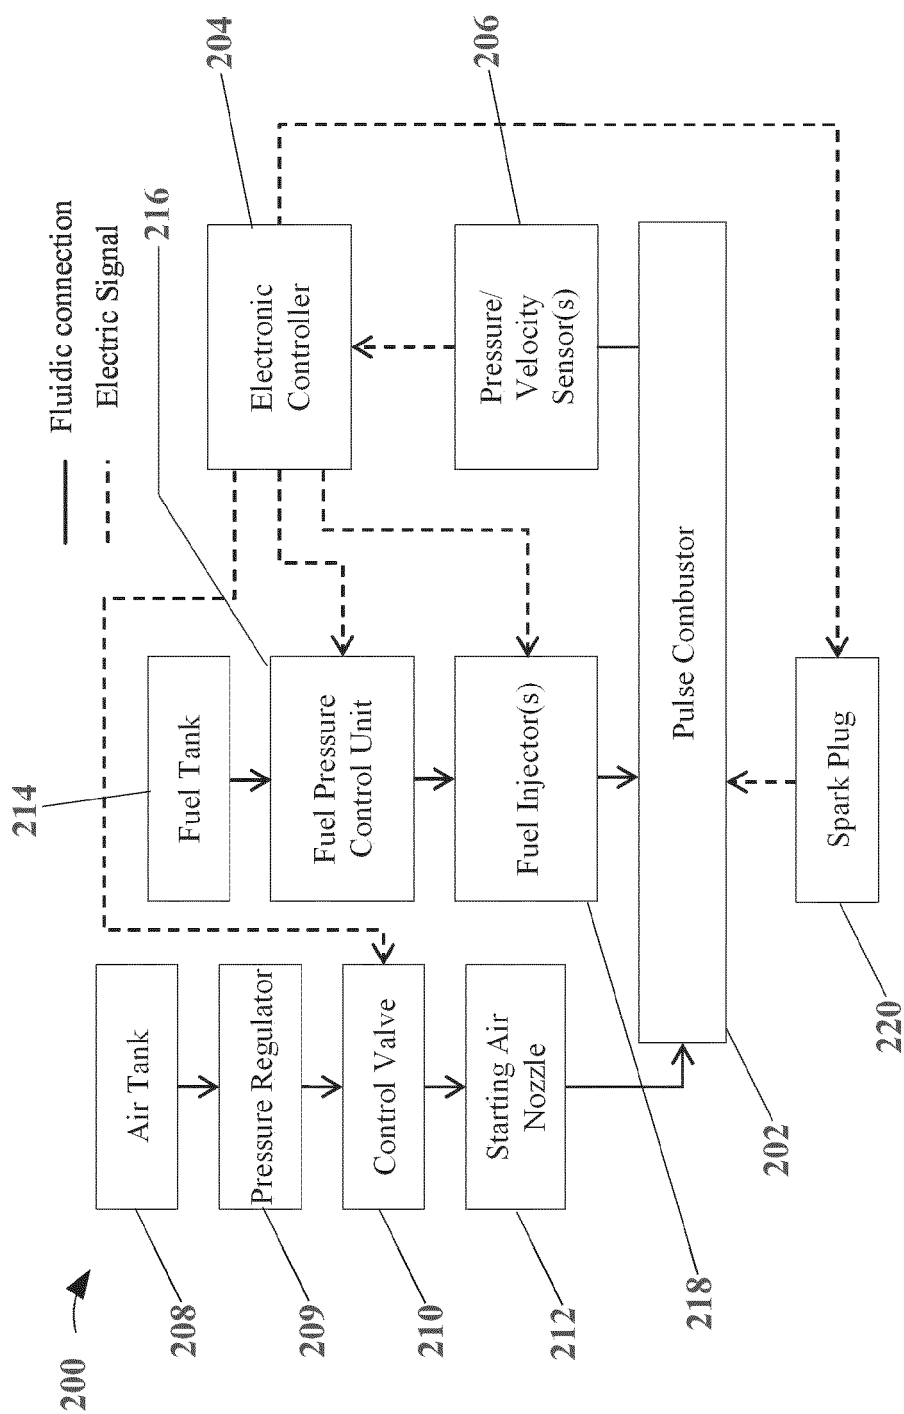 200
Fluidic connection
Electric Signal
208
Air Tank
214
Fuel Tank
216
204
209
Pressure Regulator
Fuel Pressure
Control Unit
Electronic
Controller
210
Control Valve
212
Starting Air
Nozzle
Fuel Injector(s)
Pressure/
Velocity
Sensor(s)
206
218
Pulse Combustor
202
Spark Plug
220